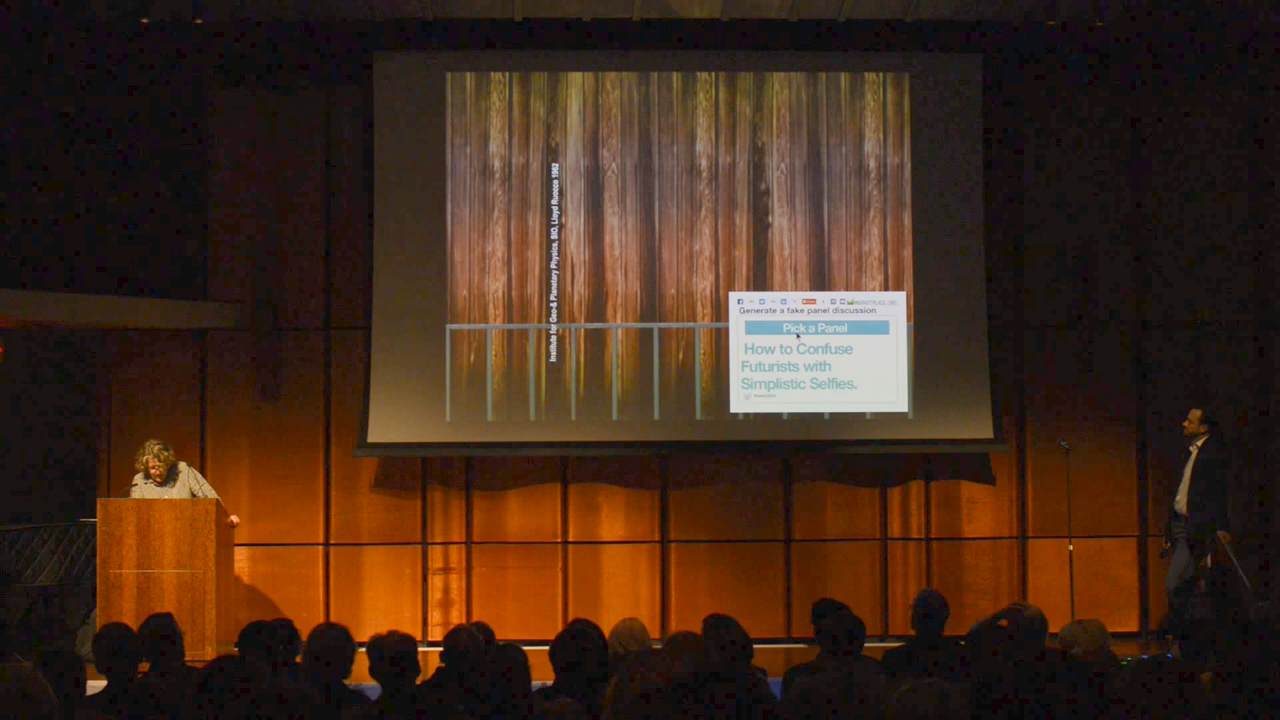 Institute for Geo-& Planetary Physics, SIO, Lloyd Ruocco 1962
Generate a fake panel discussion
Pick a Panel
How to Confuse
Futurists with
Simplistic Selfies.